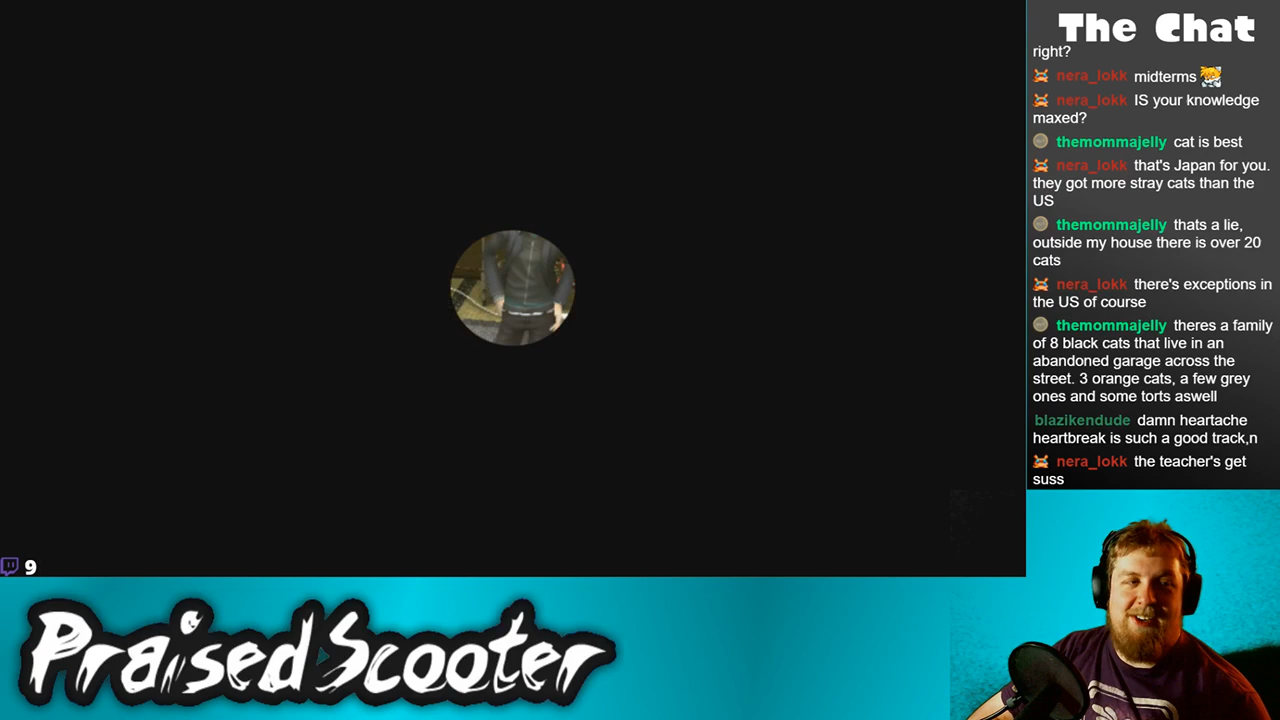 The Chat
right?
nera_lokk midterms
nera_lokk IS your knowledge
maxed?
themommajelly cat is best
nera_lokk that's Japan for you.
they got more stray cats than the
US
themommajelly thats a lie,
outside my house there is over 20
cats
nera_lokk there's exceptions in
the US of course
themommajelly theres a family
of 8 black cats that live in an
abandoned garage across the
street. 3 orange cats, a few grey
ones and some torts aswell
blazikendude damn heartache
heartbreak is such a good track,n
nera_lokk the teacher's get
suss
9
PraisedScooter